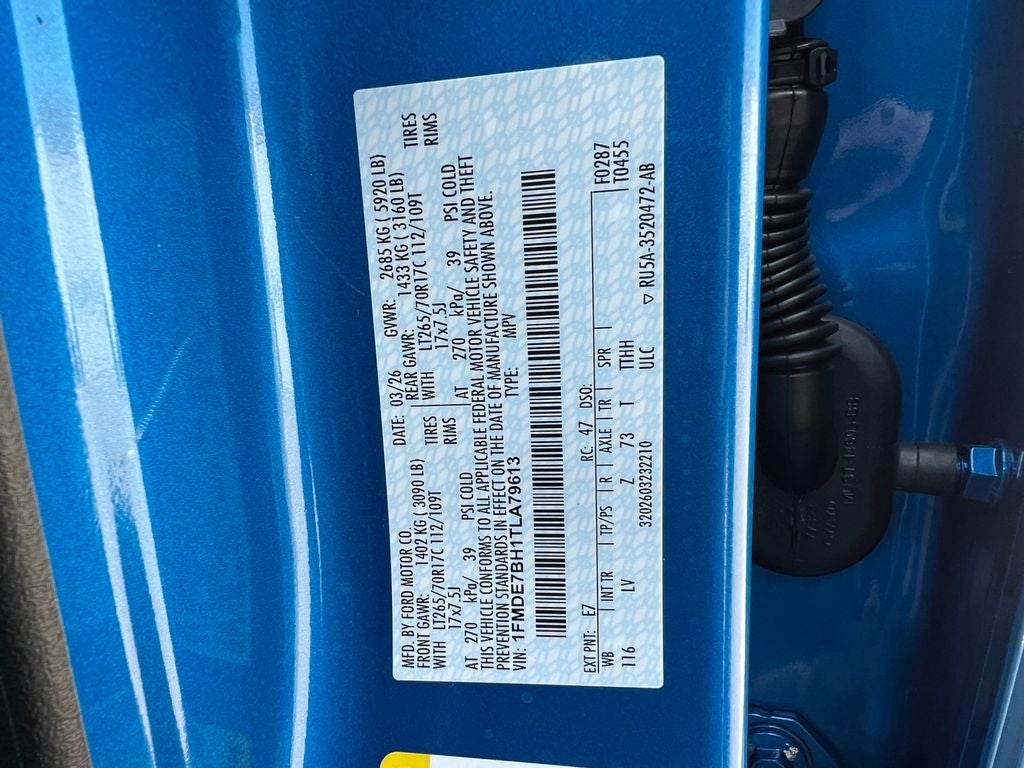 MFD. BY FORD MOTOR CO.
DATE: 03/26 GVWR: 2685 KG ( 5920 LB)
FRONT GAWR: 1402 KG ( 3090 LB) REAR GAWR: 1433 KG ( 3160 LB)
WITH LT265/70R17C 112/109T TIRES WITH LT265/70R17C 112/109T TIRES
17x7.5J RIMS 17x7.5J RIMS
AT 270 kPa/ 39 PSI COLD AT 270 kPa/ 39 PSI COLD
THIS VEHICLE CONFORMS TO ALL APPLICABLE FEDERAL MOTOR VEHICLE SAFETY AND THEFT
PREVENTION STANDARDS IN EFFECT ON THE DATE OF MANUFACTURE SHOWN ABOVE.
VIN: 1FMDE7BH1TLA79613 TYPE: MPV
EXT PNT: E7 RC: 47 DSO: F0287
WB INT TR TP/PS R AXLE TR SPR T0455
116 LV Z 73 T TTHH
320260323221​0 ULC ▽ RU5A-3520472-AB